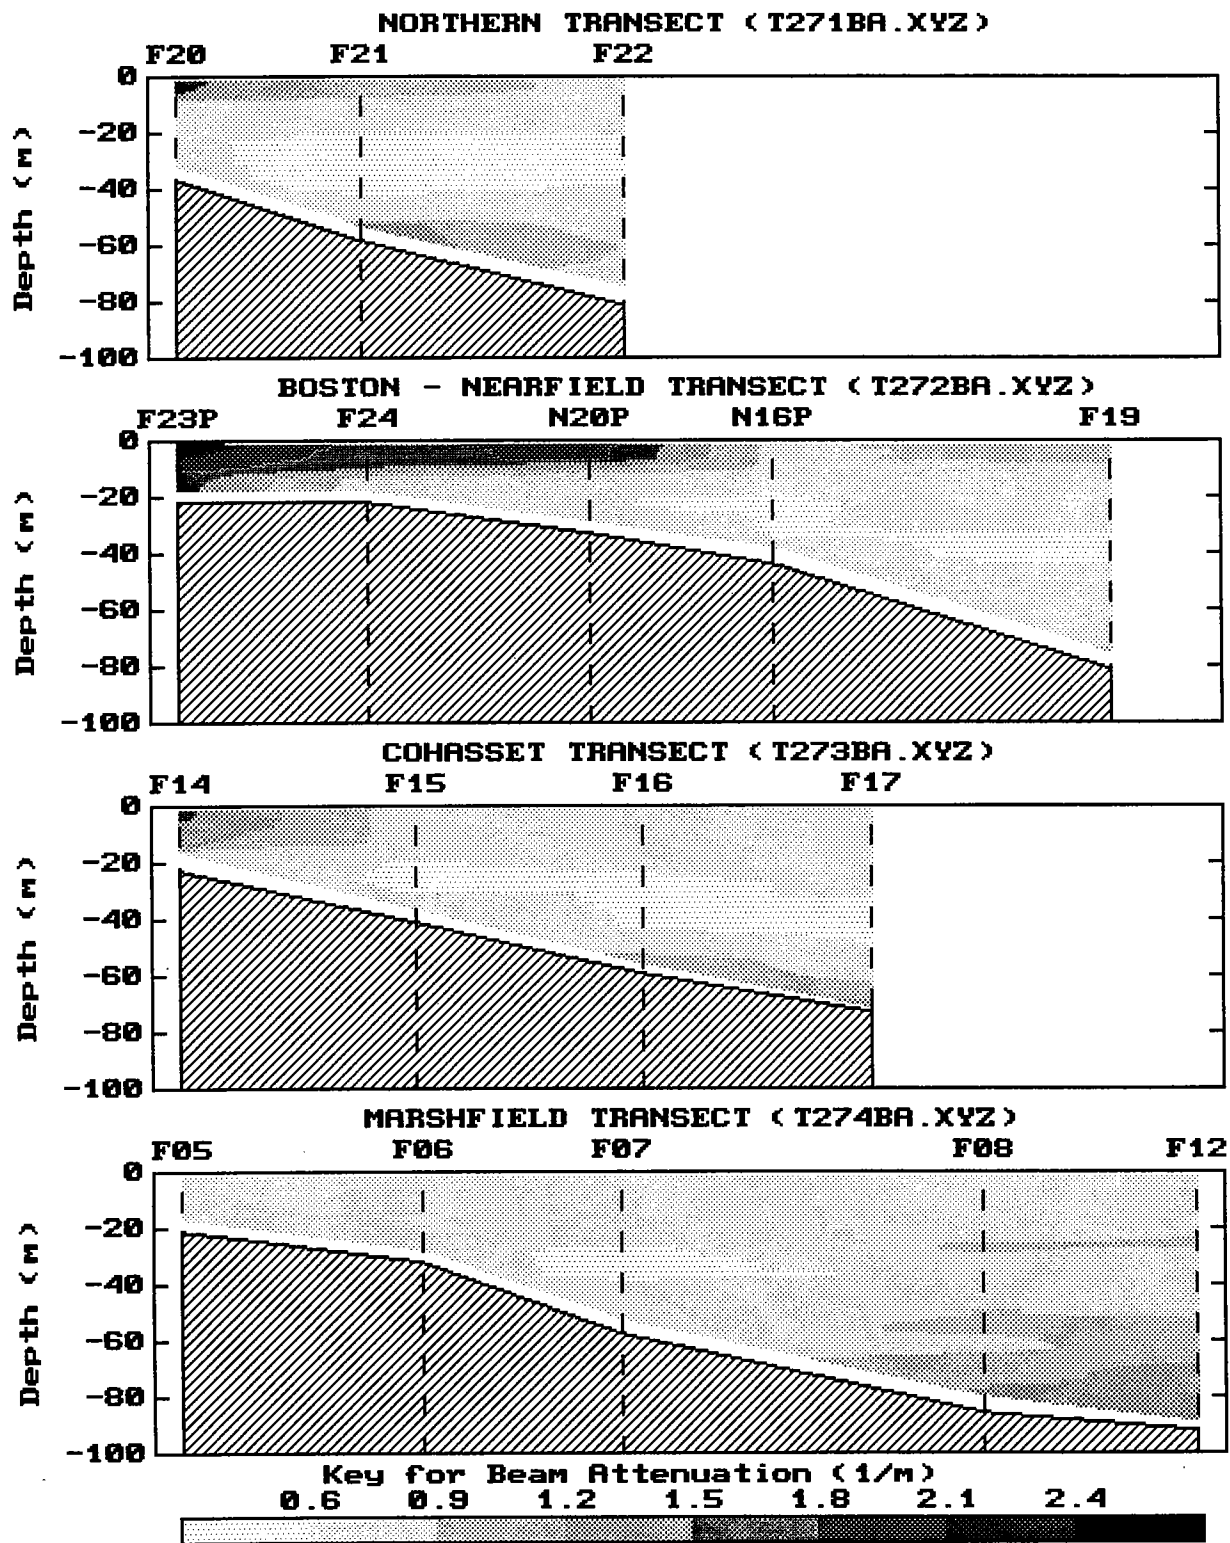 NORTHERN TRANSECT (T271BA.XYZ)
F20 F21 F22
0
-20
-40
-60
-80
-100
Depth (m)
BOSTON - NEARFIELD TRANSECT (T272BA.XYZ)
F23P F24 N20P N16P F19
0
-20
-40
-60
-80
-100
Depth (m)
COHASSET TRANSECT (T273BA.XYZ)
F14 F15 F16 F17
0
-20
-40
-60
-80
-100
Depth (m)
MARSHFIELD TRANSECT (T274BA.XYZ)
F05 F06 F07 F08 F12
0
-20
-40
-60
-80
-100
Depth (m)
Key for Beam Attenuation (1/m)
0.6 0.9 1.2 1.5 1.8 2.1 2.4